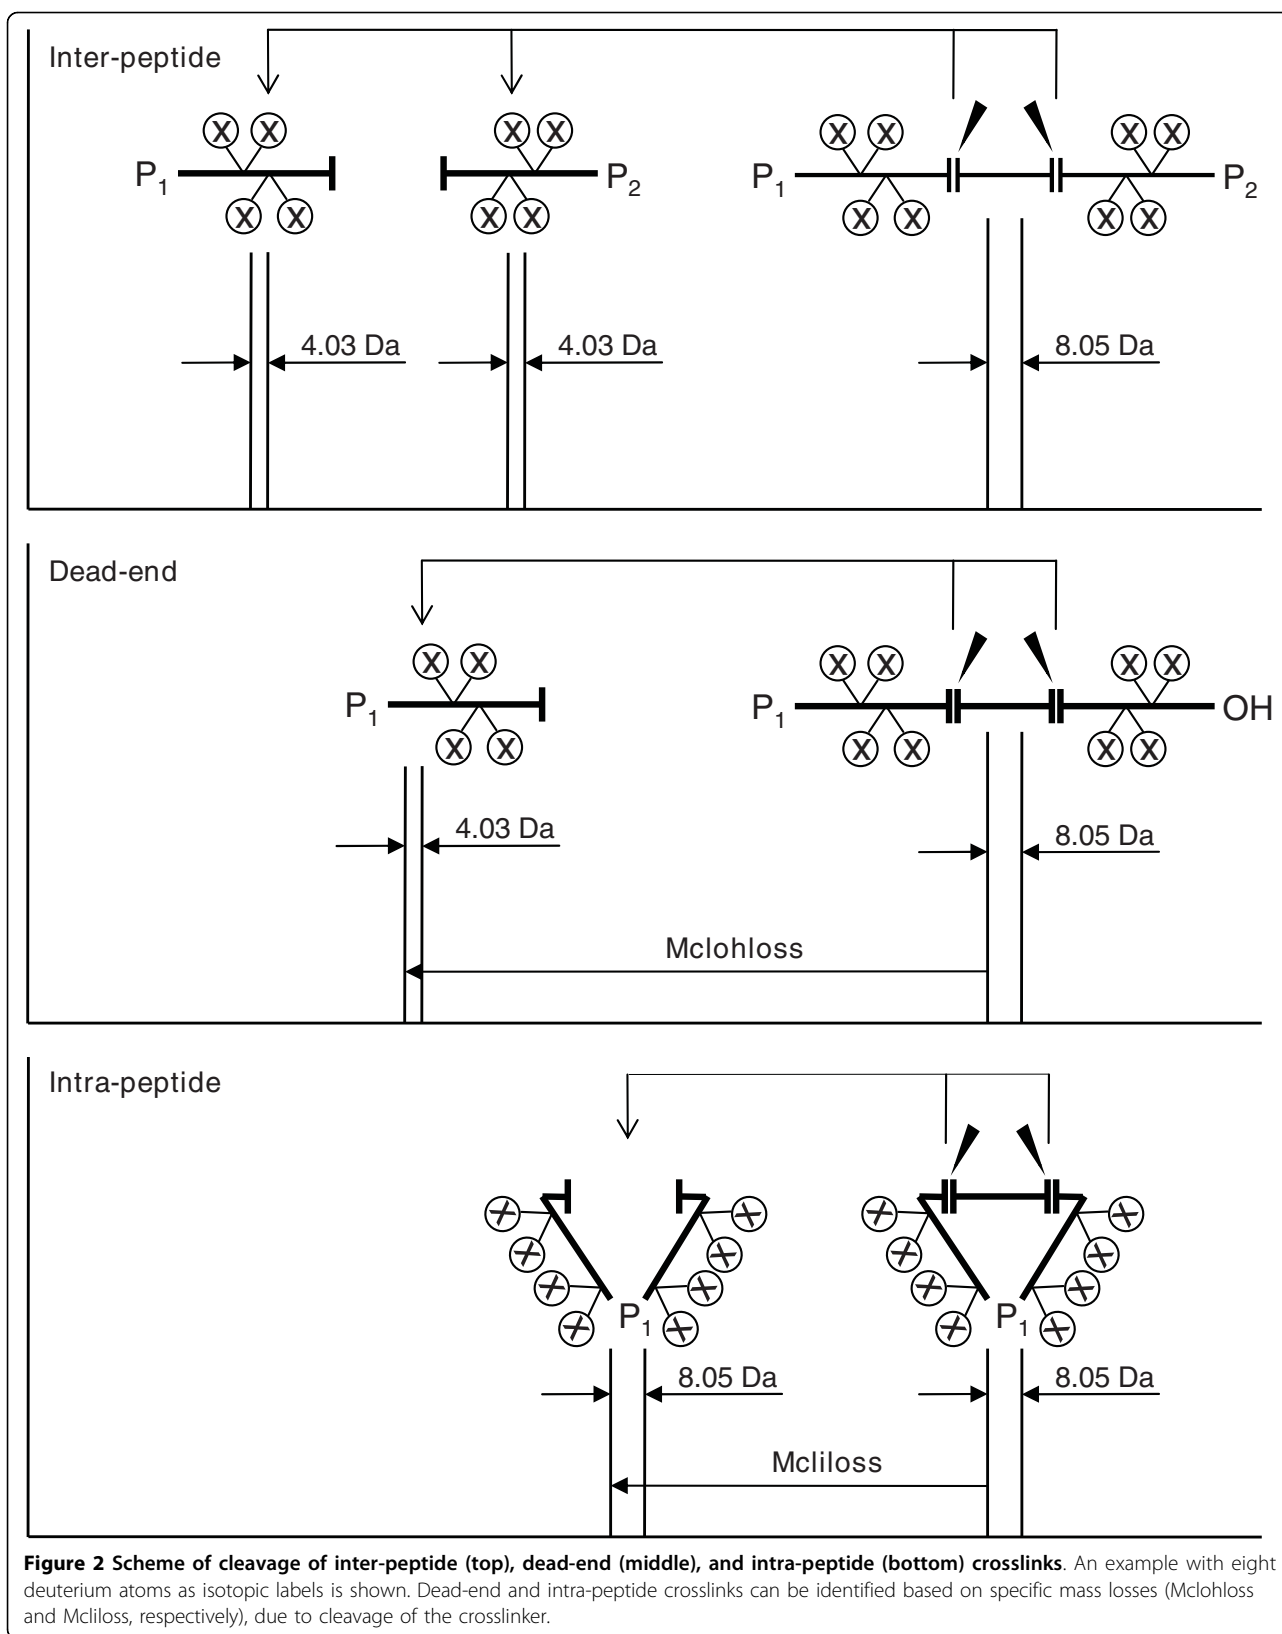 Inter-peptide
X X X X X X X X
P1 P2 P1 P2
X X X X X X X X
4.03 Da 4.03 Da 8.05 Da
Dead-end
X X X X X X
P1 P1 OH
X X X X X X
4.03 Da 8.05 Da
Mclohloss
Intra-peptide
X X X X
X X X X
X X X X
X X X X
P1 P1
8.05 Da 8.05 Da
Mcliloss
Figure 2 Scheme of cleavage of inter-peptide (top), dead-end (middle), and intra-peptide (bottom) crosslinks. An example with eight
deuterium atoms as isotopic labels is shown. Dead-end and intra-peptide crosslinks can be identified based on specific mass losses (Mclohloss
and Mcliloss, respectively), due to cleavage of the crosslinker.